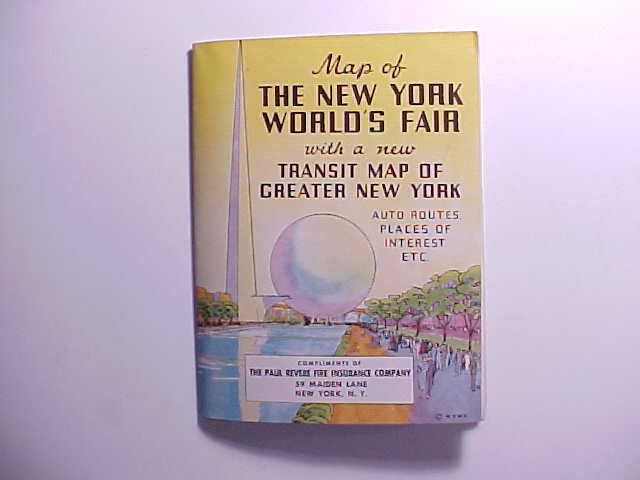 Map of
THE NEW YORK
WORLD'S FAIR
with a new
TRANSIT MAP OF
GREATER NEW YORK
AUTO ROUTES
PLACES OF
INTEREST
ETC.
COMPLIMENTS OF
THE PAUL REVERE FIRE INSURANCE COMPANY
59 MAIDEN LANE
NEW YORK, N. Y.
©